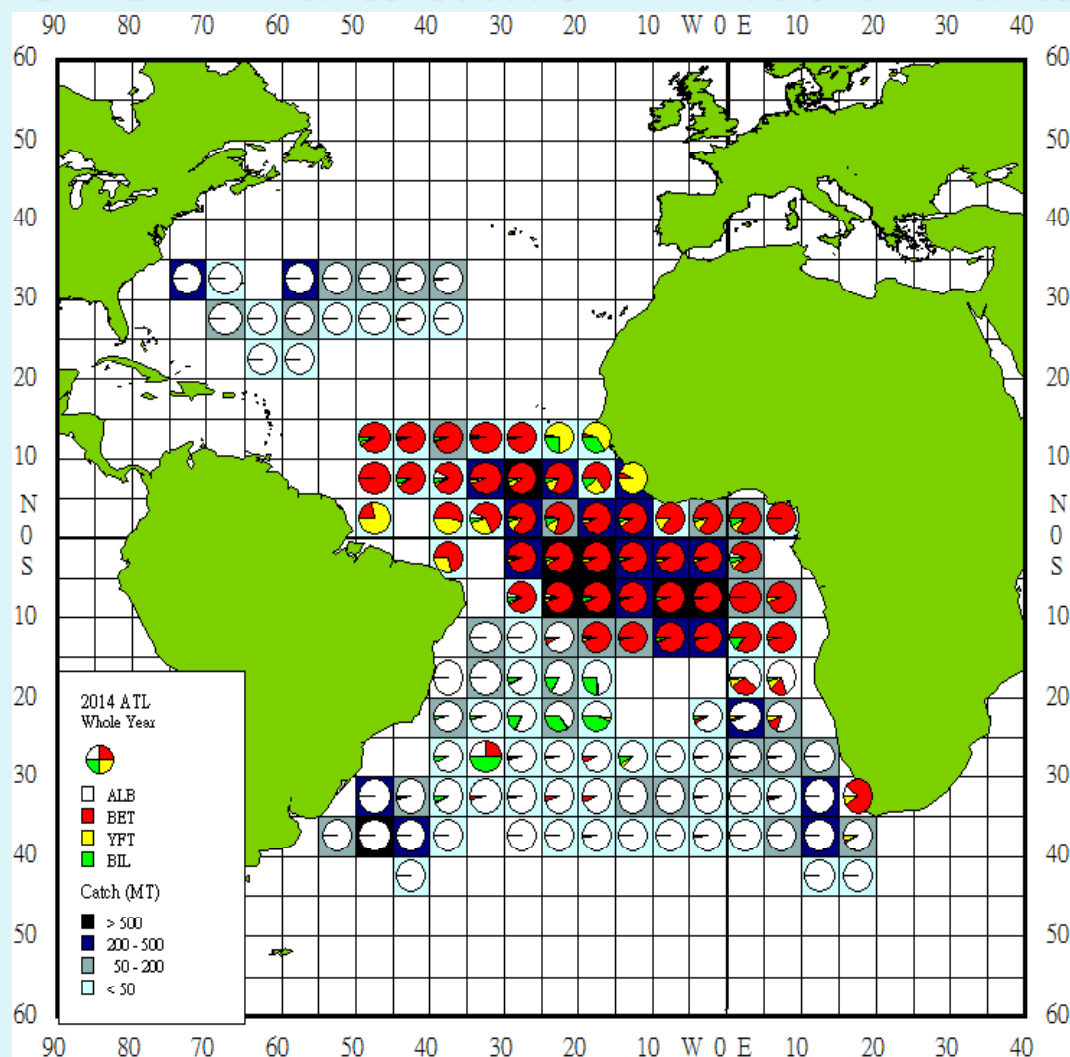 90 80 70 60 50 40 30 20 10 W 0 E 10 20 30 40
60 60
50 50
40 40
30 30
20 20
10 10
N N
0 0
S S
10 10
20 20
30 30
40 40
50 50
60 60
2014 ATL
Whole Year
ALB
BET
YFT
BIL
Catch (MT)
> 500
200 - 500
50 - 200
< 50
90 80 70 60 50 40 30 20 10 W 0 E 10 20 30 40